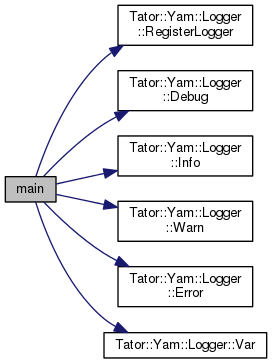 Tator::Yam::Logger
::RegisterLogger
Tator::Yam::Logger
::Debug
Tator::Yam::Logger
::Info
main
Tator::Yam::Logger
::Warn
Tator::Yam::Logger
::Error
Tator::Yam::Logger::Var